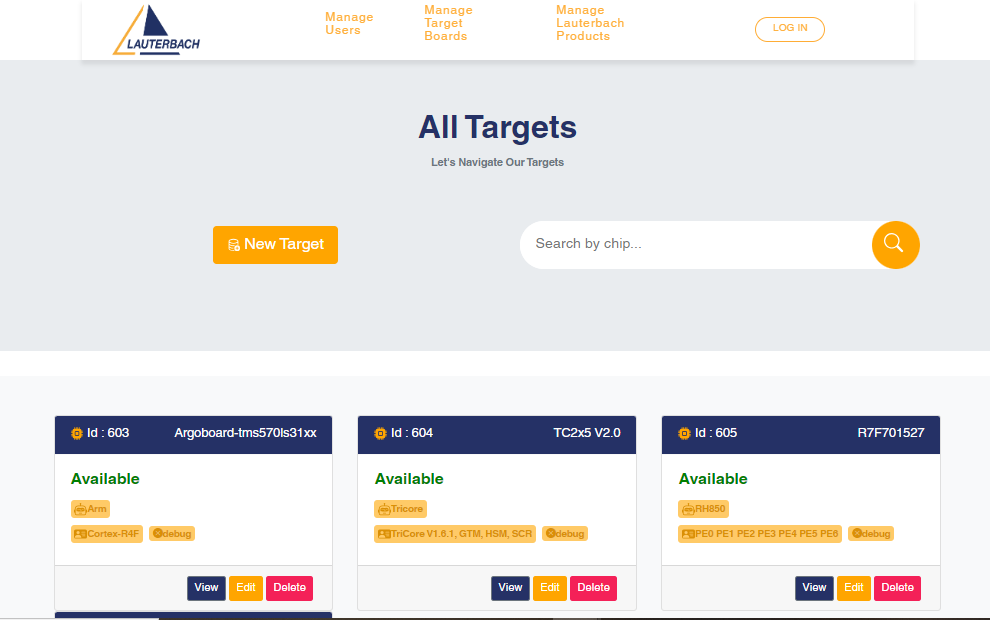 LAUTERBACH
Manage
Users
Manage
Target
Boards
Manage
Lauterbach
Products
LOG IN
All Targets
Let's Navigate Our Targets
New Target
Search by chip...
Id : 603 Argoboard-tms570ls31xx
Available
Arm
Cortex-R4F debug
View Edit Delete
Id : 604 TC2x5 V2.0
Available
Tricore
TriCore V1.6.1, GTM, HSM, SCR debug
View Edit Delete
Id : 605 R7F701527
Available
RH850
PE0 PE1 PE2 PE3 PE4 PE5 PE6 debug
View Edit Delete